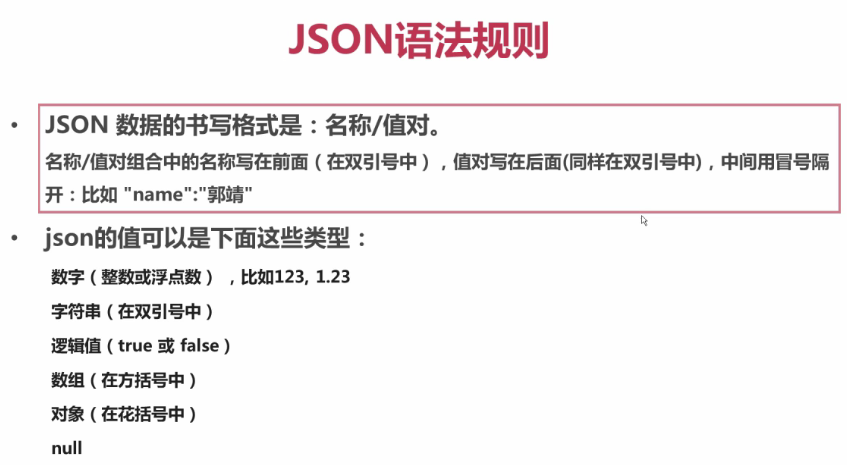 JSON语法规则
• JSON 数据的书写格式是：名称/值对。
名称/值对组合中的名称写在前面（在双引号中），值对写在后面(同样在双引号中)，中间用冒号隔
开：比如 "name":"郭靖"
• json的值可以是下面这些类型：
数字（整数或浮点数） ，比如123, 1.23
字符串（在双引号中）
逻辑值（true 或 false）
数组（在方括号中）
对象（在花括号中）
null